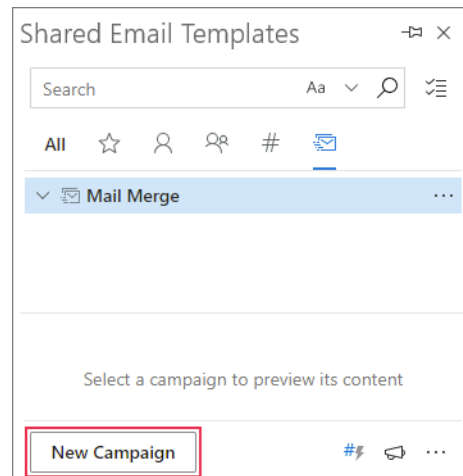 Shared Email Templates
Search Aa
All #
Mail Merge ...
Select a campaign to preview its content
New Campaign # ...